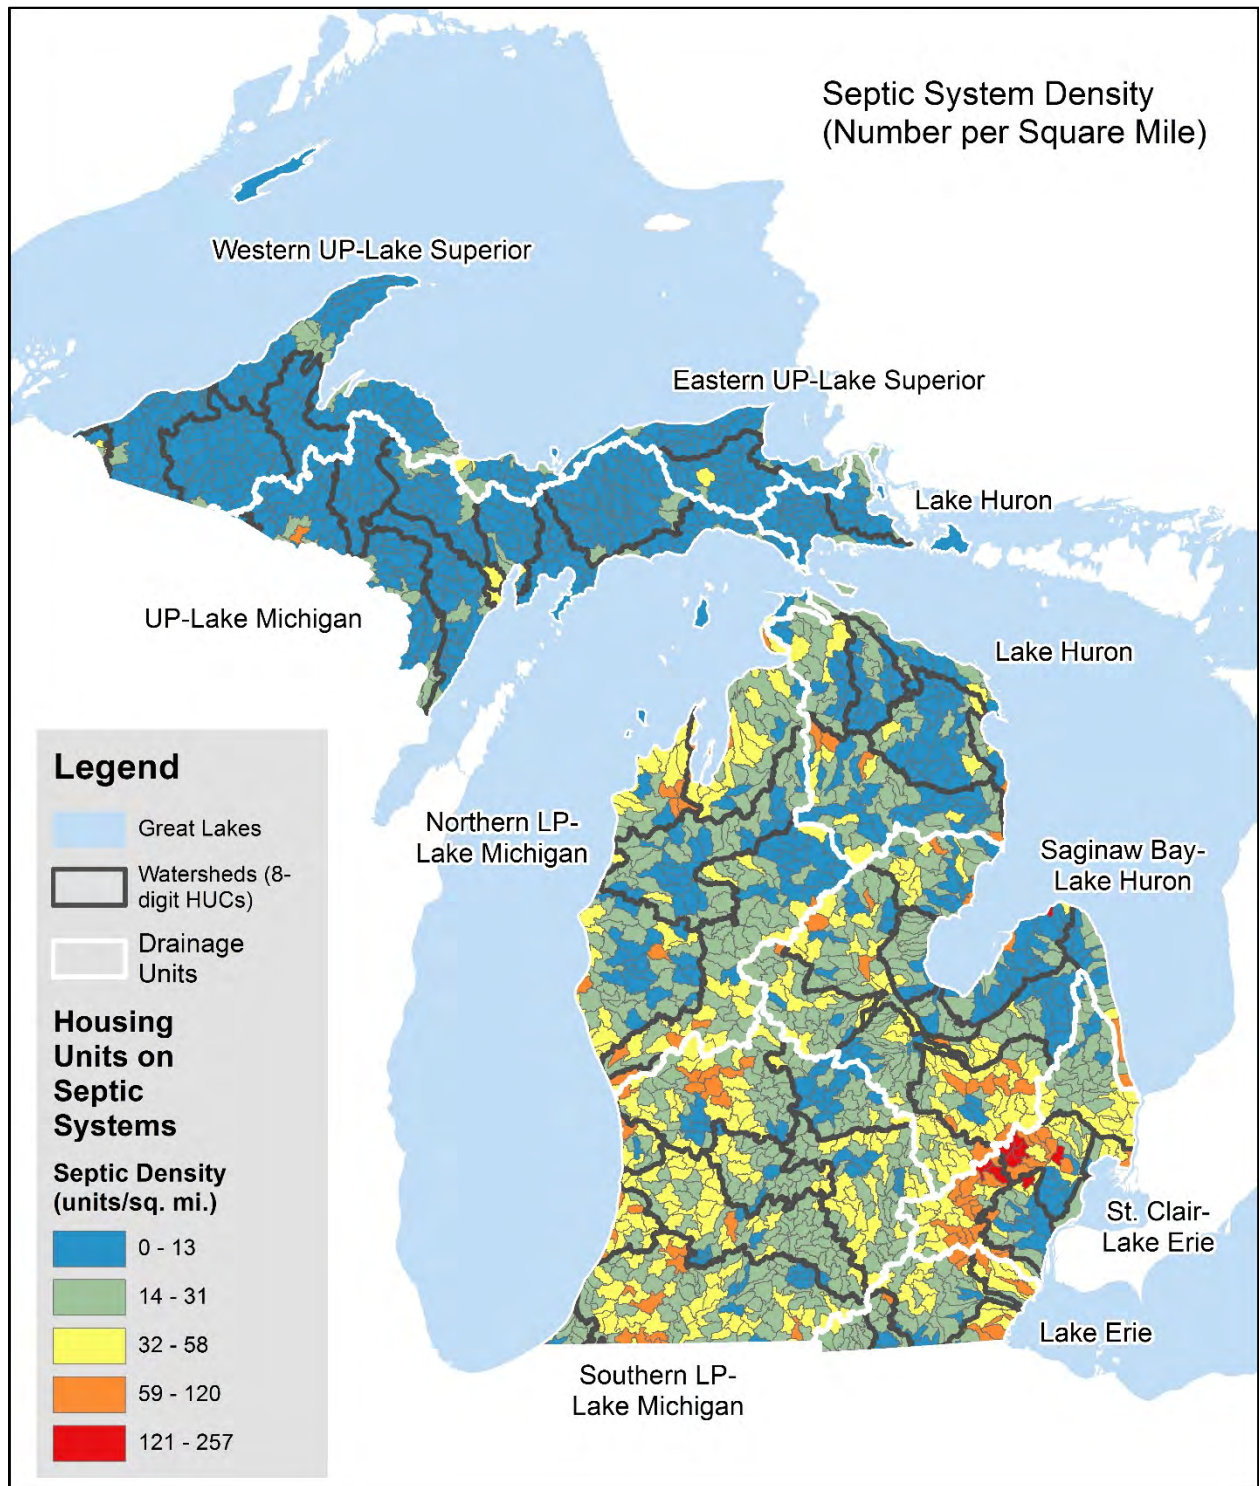 Septic System Density
(Number per Square Mile)
Western UP-Lake Superior
Eastern UP-Lake Superior
Lake Huron
UP-Lake Michigan
Lake Huron
Northern LP-
Lake Michigan
Saginaw Bay-
Lake Huron
St. Clair-
Lake Erie
Lake Erie
Southern LP-
Lake Michigan
Legend
Great Lakes
Watersheds (8-
digit HUCs)
Drainage
Units
Housing
Units on
Septic
Systems
Septic Density
(units/sq. mi.)
0 - 13
14 - 31
32 - 58
59 - 120
121 - 257